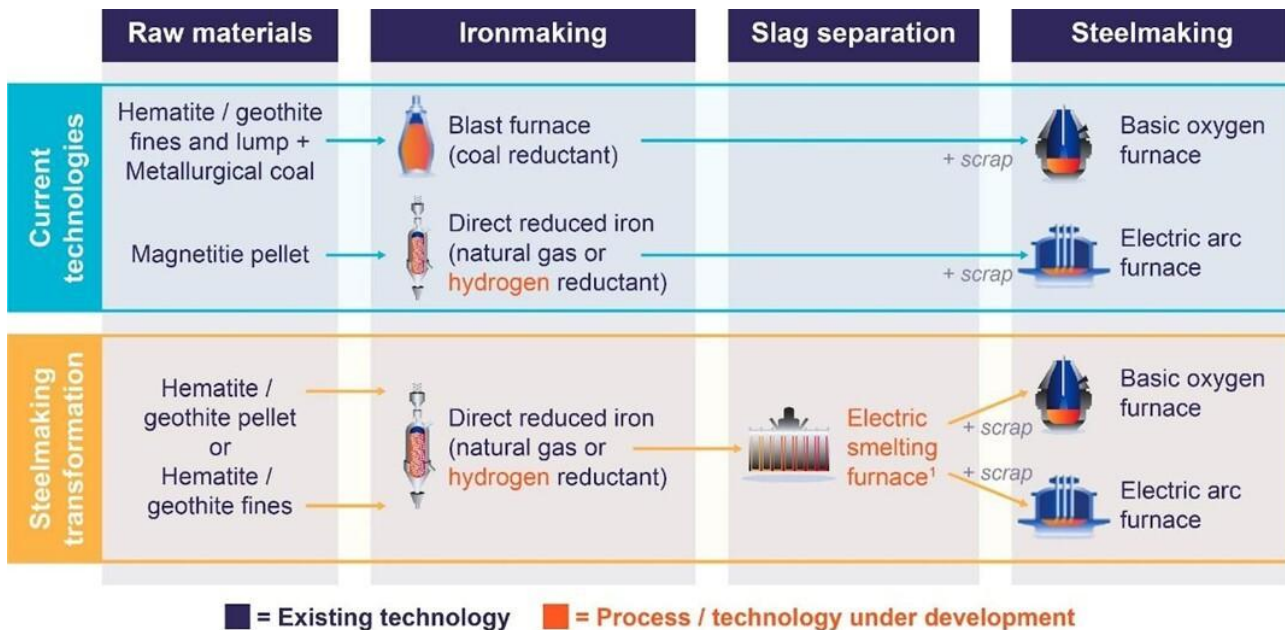 Raw materials
Ironmaking
Slag separation
Steelmaking
Current
technologies
Hematite / geothite
fines and lump +
Metallurgical coal
Blast furnace
(coal reductant)
+ scrap
Basic oxygen
furnace
Magnetitie pellet
Direct reduced iron
(natural gas or
hydrogen reductant)
+ scrap
Electric arc
furnace
Steelmaking
transformation
Hematite /
geothite pellet
or
Hematite /
geothite fines
Direct reduced iron
(natural gas or
hydrogen reductant)
Electric
smelting
furnace¹
+ scrap
Basic oxygen
furnace
+ scrap
Electric arc
furnace
= Existing technology
= Process / technology under development